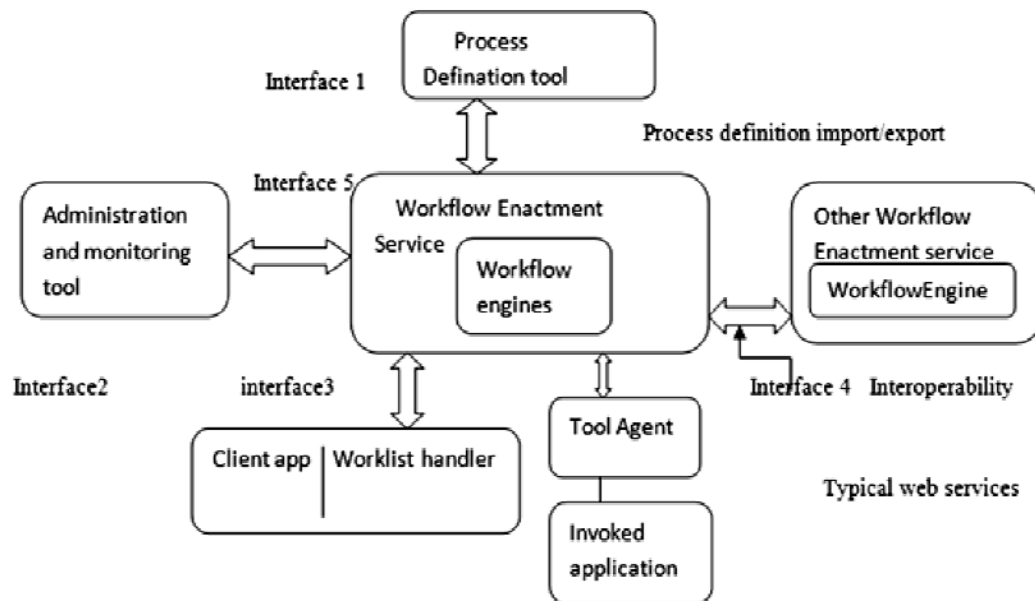 Process
Defination tool
Interface 1
Process definition import/export
Interface 5
Administration
and monitoring
tool
Workflow Enactment
Service
Workflow
engines
Other Workflow
Enactment service
WorkflowEngine
Interface2
interface3
Interface 4 Interoperability
Client app
Worklist handler
Tool Agent
Typical web services
Invoked
application